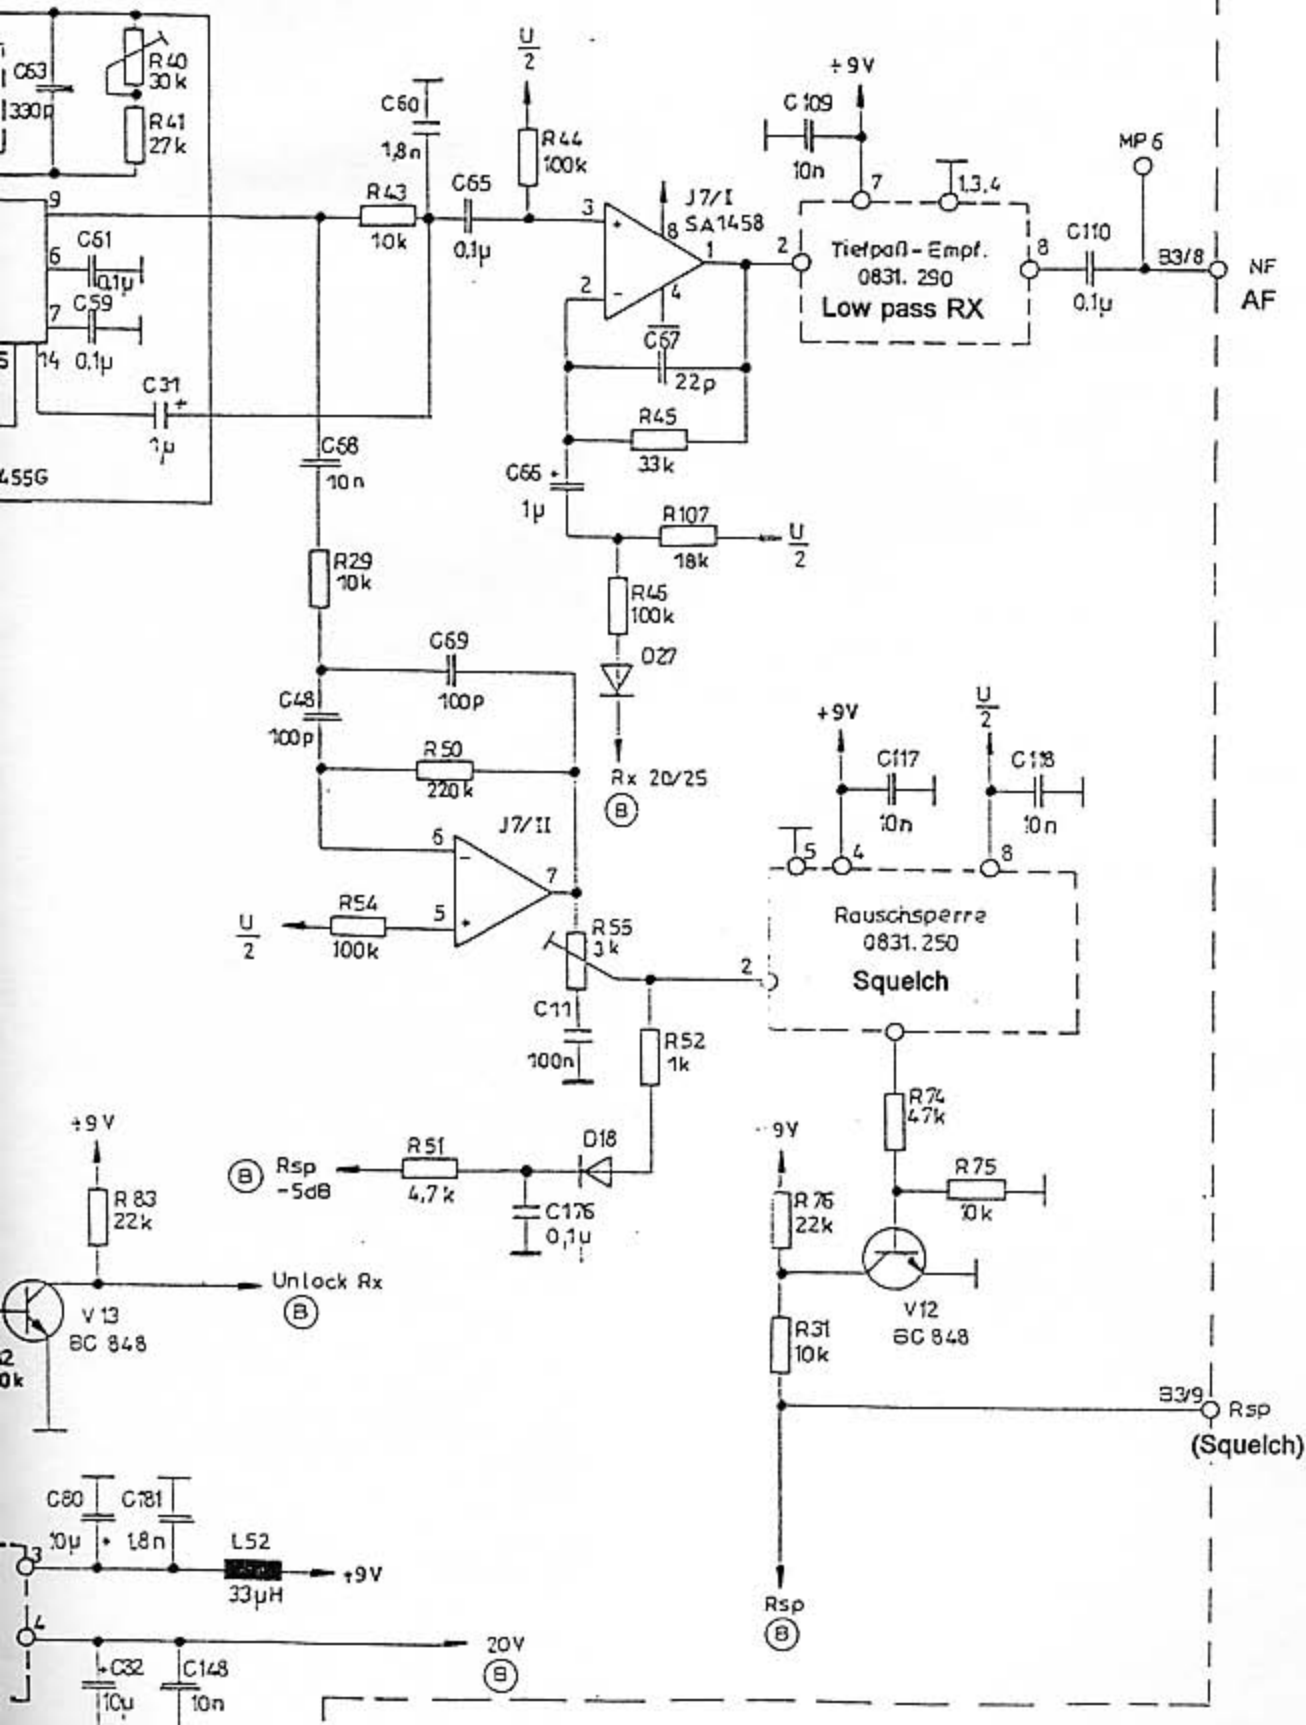 C63
330p
R40
30k
R41
27k
C60
1,8n
U
2
R44
100k
R43
10k
C65
0.1µ
9
6
C61
0.1µ
7
C59
0.1µ
14
C31
+
1µ
455G
3
+
2
-
8
J7/I
SA1458
1
4
C67
22p
R45
33k
C66
+
1µ
R107
18k
U
2
R46
100k
D27
Rx 20/25
B
+9V
C109
10n
7
1,3,4
2
Tiefpaß-Empf.
0831.290
Low pass RX
8
C110
0.1µ
MP6
B3/8
NF
AF
C68
10n
R29
10k
C69
100p
C48
100p
R50
220k
J7/II
6
-
5
+
7
U
2
R54
100k
R55
3k
C11
100n
R52
1k
2
+9V
C117
10n
U
2
C118
10n
5
4
8
Rauschsperre
0831.250
Squelch
R74
47k
R75
10k
9V
R76
22k
V12
BC 848
R31
10k
B3/9
Rsp
(Squelch)
Rsp
B
B
Rsp
-5dB
R51
4,7k
D18
C176
0,1µ
+9V
R83
22k
Unlock Rx
B
V13
BC 848
C80
10µ
+
C181
1.8n
3
L52
33µH
+9V
4
20V
B
+
C32
10µ
C148
10n